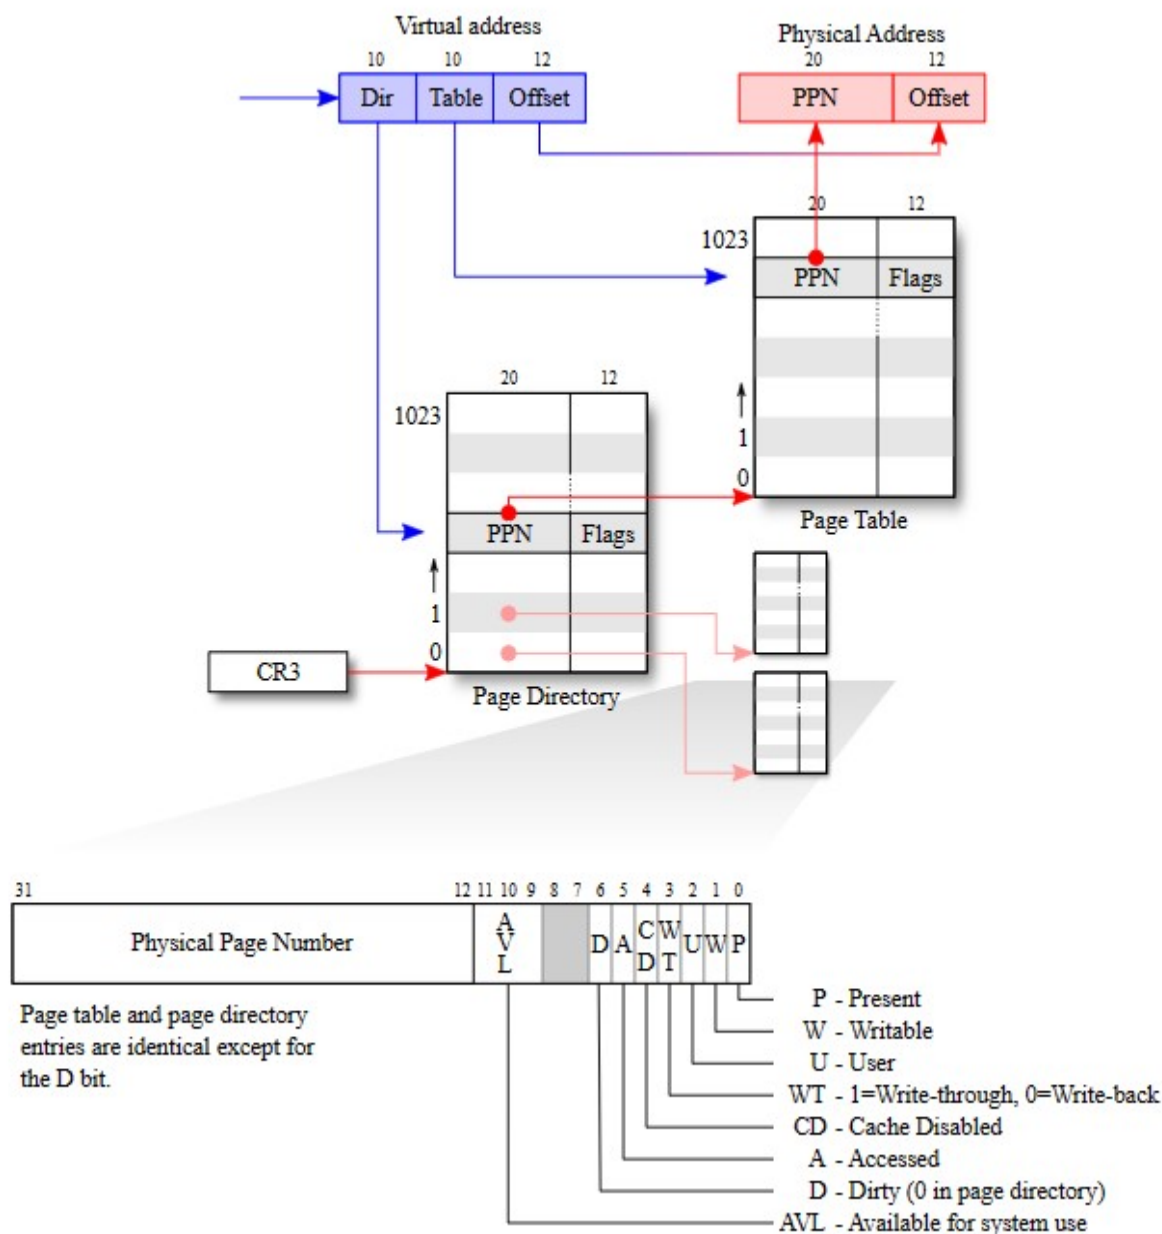 Virtual address
10 10 12
Dir Table Offset
Physical Address
20 12
PPN Offset
20 12
1023
PPN Flags
1
0
Page Table
20 12
1023
PPN Flags
1
0
CR3
Page Directory
31 12 11 10 9 8 7 6 5 4 3 2 1 0
Physical Page Number
AVL
D
A
CD
WT
U
W
P
Page table and page directory
entries are identical except for
the D bit.
P - Present
W - Writable
U - User
WT - 1=Write-through, 0=Write-back
CD - Cache Disabled
A - Accessed
D - Dirty (0 in page directory)
AVL - Available for system use